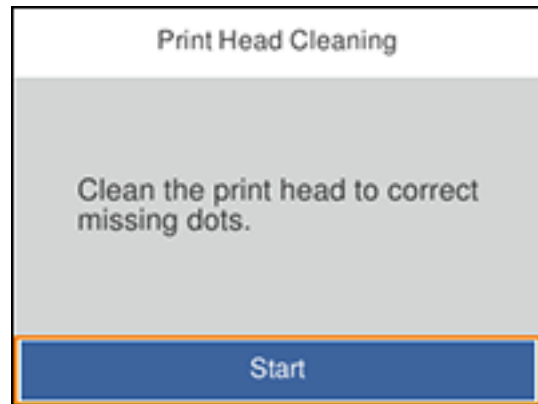 Print Head Cleaning
Clean the print head to correct
missing dots.
Start